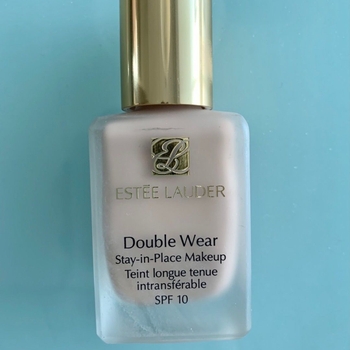 ESTĒE LAUDER
Double Wear
Stay-in-Place Makeup
Teint longue tenue
intransférable
SPF 10